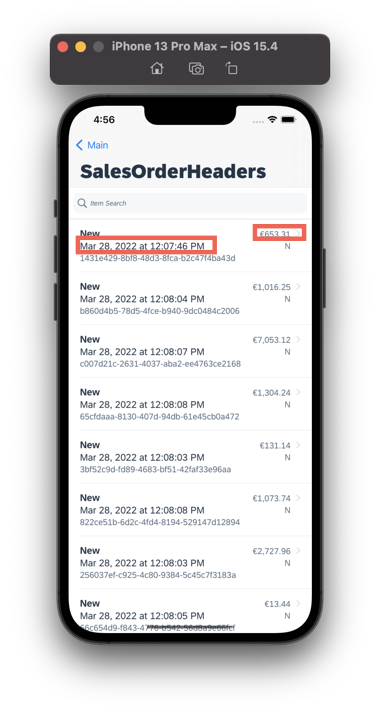 iPhone 13 Pro Max – iOS 15.4
4:56
Main
SalesOrderHeaders
Item Search
New €653.31
Mar 28, 2022 at 12:07:46 PM N
1431e429-8bf8-48d3-8fca-b2c47f4ba43d
New €1,016.25
Mar 28, 2022 at 12:08:04 PM N
b860d4b5-78d5-4fce-b940-9dc0484c2006
New €7,053.12
Mar 28, 2022 at 12:08:07 PM N
c007d21c-2631-4037-aba2-ee4763ce2168
New €1,304.24
Mar 28, 2022 at 12:08:08 PM N
65cfdaaa-8130-407d-94db-61e45cb0a472
New €131.14
Mar 28, 2022 at 12:08:03 PM N
3bf52c9d-fd89-4683-bf51-42faf33e96aa
New €1,073.74
Mar 28, 2022 at 12:08:08 PM N
822ce51b-6d2c-4fd4-8194-529147d12894
New €2,727.96
Mar 28, 2022 at 12:08:03 PM N
256037ef-c925-4c80-9384-5c45c7f3183a
New €13.44
Mar 28, 2022 at 12:08:05 PM N